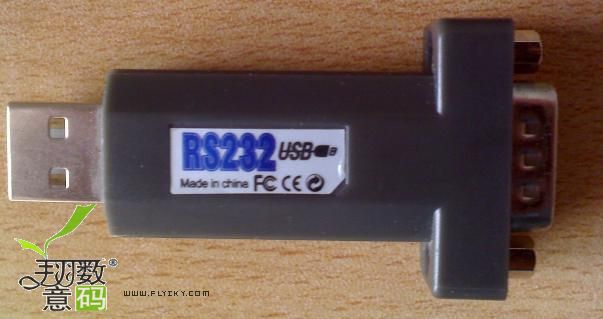 RS232 USB
Made in china FC CE
翔数®
意码
WWW.FLYIKY.COM